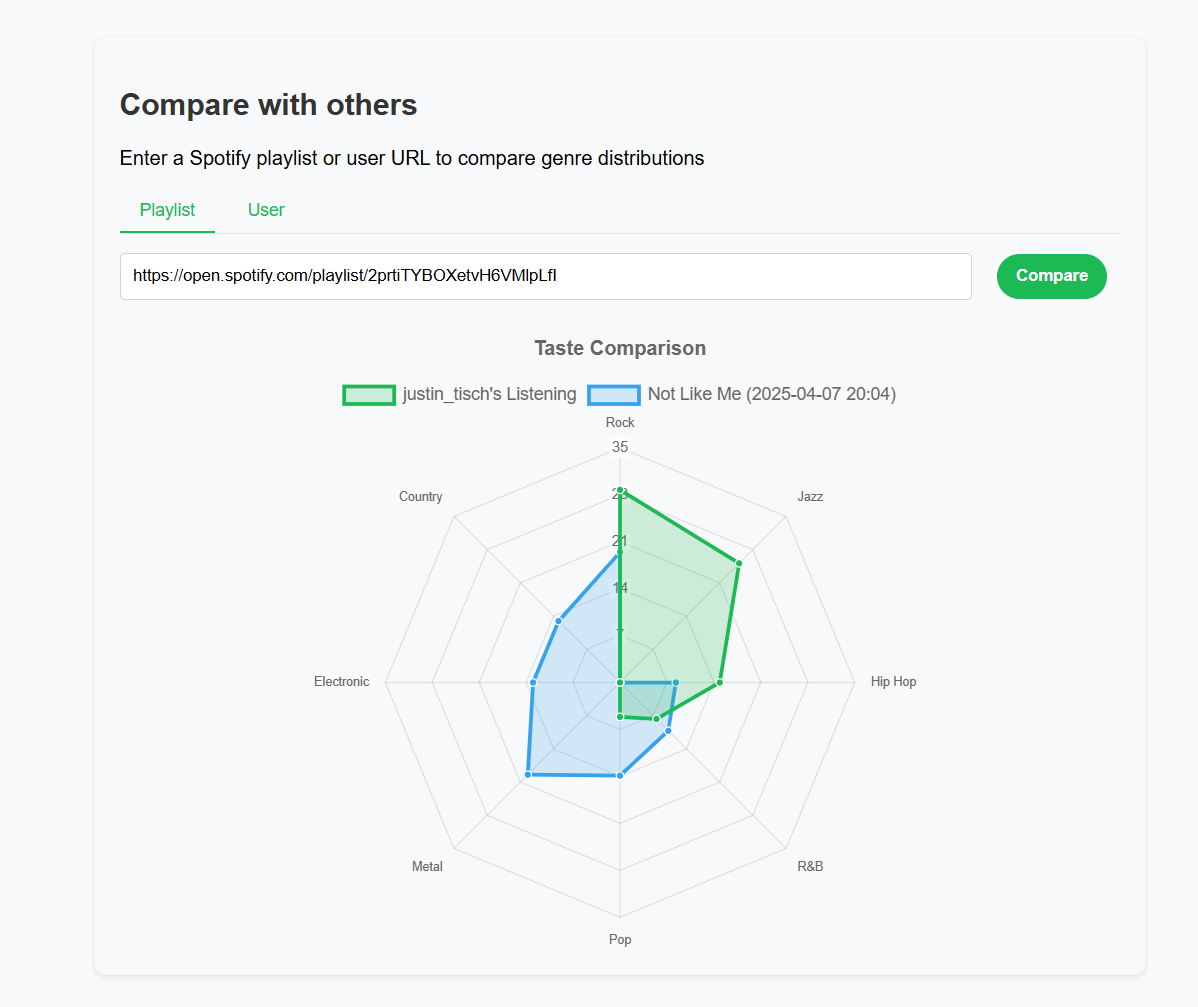 Compare with others
Enter a Spotify playlist or user URL to compare genre distributions
Playlist User
https://open.spotify.com/playlist/2prtiTYBOXetvH6VMlpLfI
Compare
Taste Comparison
justin_tisch's Listening Not Like Me (2025-04-07 20:04)
Rock
35
Country
Jazz
28
21
14
7
Electronic
Hip Hop
Metal
R&B
Pop